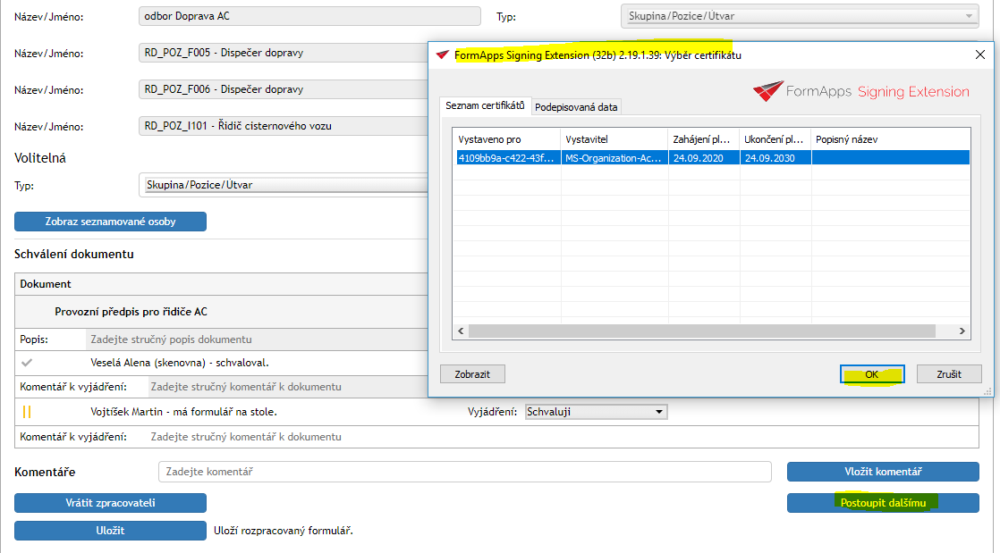 Název/Jméno: odbor Doprava AC Typ: Skupina/Pozice/Útvar
Název/Jméno: RD_POZ_F005 - Dispečer dopravy
Název/Jméno: RD_POZ_F006 - Dispečer dopravy
Název/Jméno: RD_POZ_I101 - Řidič cisternového vozu
Volitelná
Typ: Skupina/Pozice/Útvar
Zobraz seznamované osoby
Schválení dokumentu
Dokument
Provozní předpis pro řidiče AC
Popis: Zadejte stručný popis dokumentu
Veselá Alena (skenovna) - schvaloval.
Komentář k vyjádření: Zadejte stručný komentář k dokumentu
Vojtíšek Martin - má formulář na stole. Vyjádření: Schvaluji
Komentář k vyjádření: Zadejte stručný komentář k dokumentu
Komentáře Zadejte komentář Vložit komentář
Vrátit zpracovateli Postoupit dalšímu
Uložit Uloží rozpracovaný formulář.
FormApps Signing Extension (32b) 2.19.1.39: Výběr certifikátu
FormApps Signing Extension
Seznam certifikátů Podepisovaná data
Vystaveno pro Vystavitel Zahájení pl... Ukončení pl... Popisný název
4109bb9a-c422-43f... MS-Organization-Ac... 24.09.2020 24.09.2030
Zobrazit OK Zrušit